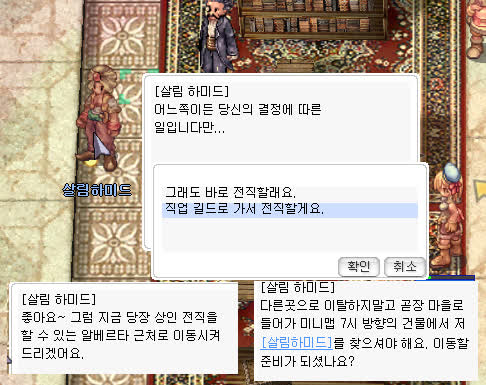 [살림 하미드]
어느쪽이든 당신의 결정에 따른
일입니다만...
살림하미드
그래도 바로 전직할래요.
직업 길드로 가서 전직할게요.
확인
취소
[살림 하미드]
좋아요~ 그럼 지금 당장 상인 전직을
할 수 있는 알베르타 근처로 이동시켜
드리겠어요.
[살림 하미드]
다른곳으로 이탈하지말고 곧장 마을로
들어가 미니맵 7시 방향의 건물에서 저
[살림하미드]를 찾으셔야 해요. 이동할
준비가 되셨나요?